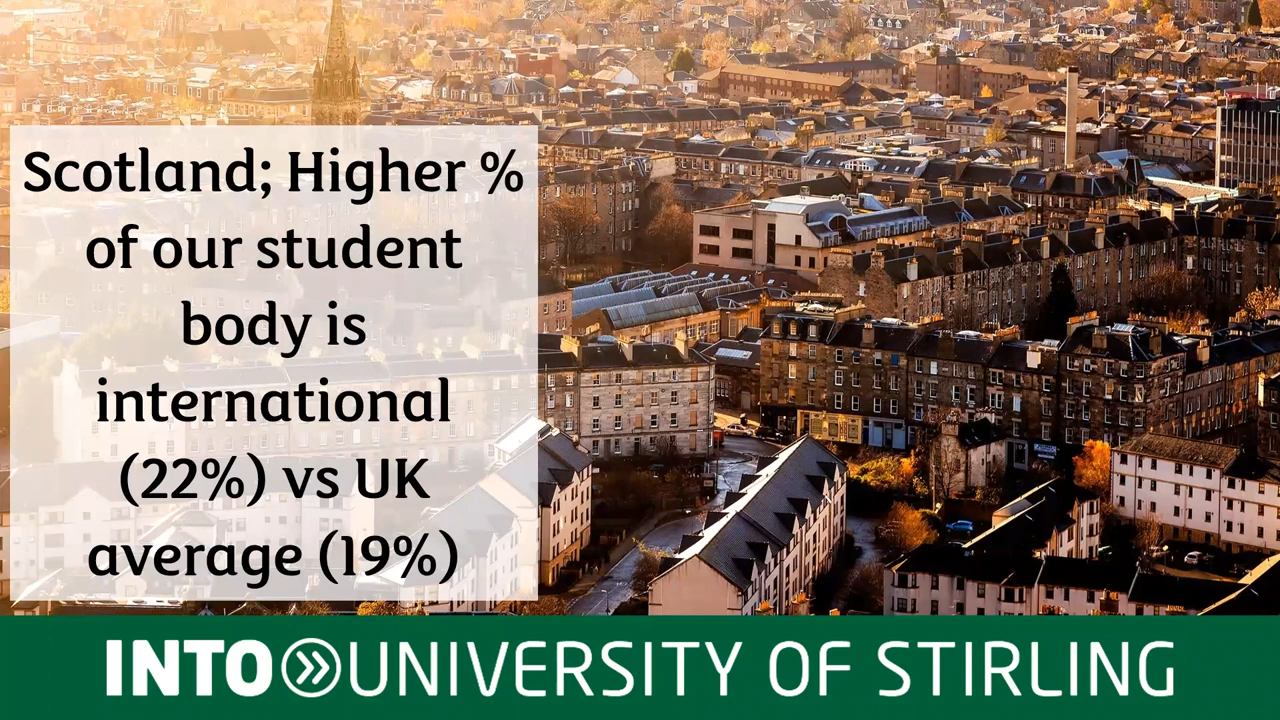 Scotland; Higher %
of our student
body is
international
(22%) vs UK
average (19%)
INTO UNIVERSITY OF STIRLING